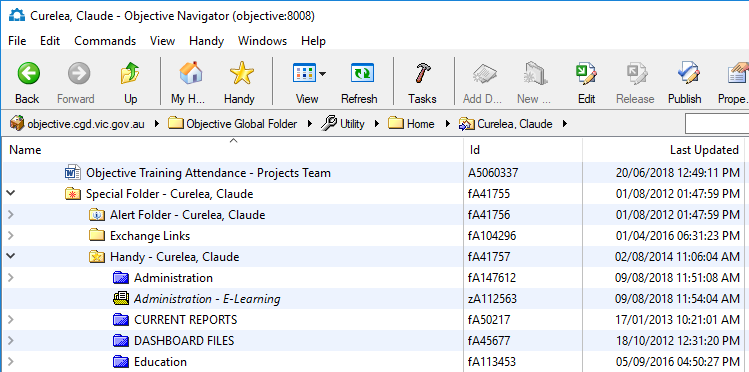 Curelea, Claude - Objective Navigator (objective:8008)
File Edit Commands View Handy Windows Help
Back Forward Up My H... Handy View Refresh Tasks Add D... New ... Edit Release Publish Prope...
objective.cgd.vic.gov.au Objective Global Folder Utility Home Curelea, Claude
Name Id Last Updated
Objective Training Attendance - Projects Team A5060337 20/06/2018 12:49:11 PM
Special Folder - Curelea, Claude fA41755 01/08/2012 01:47:59 PM
Alert Folder - Curelea, Claude fA41756 01/08/2012 01:47:59 PM
Exchange Links fA104296 01/04/2016 06:31:23 PM
Handy - Curelea, Claude fA41757 02/08/2014 11:06:04 AM
Administration fA147612 09/08/2018 11:51:08 AM
Administration - E-Learning zA112563 09/08/2018 11:54:04 AM
CURRENT REPORTS fA50217 17/01/2013 10:21:01 AM
DASHBOARD FILES fA45677 18/10/2012 12:31:20 PM
Education fA113453 05/09/2016 04:50:27 PM